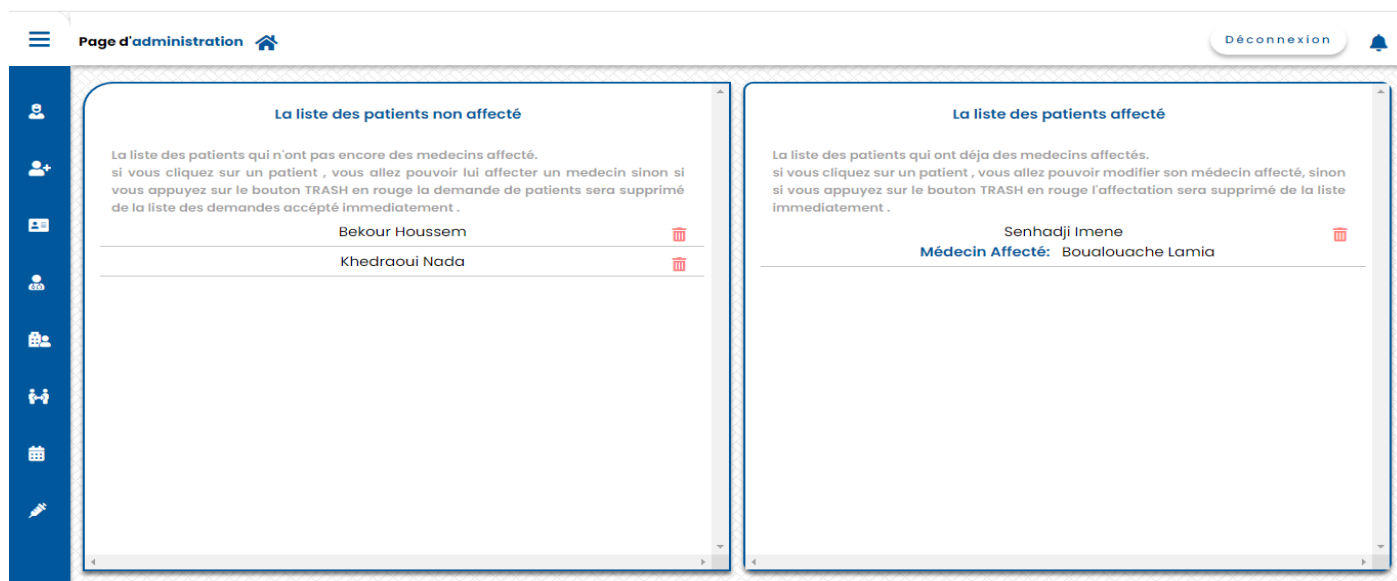 Page d'administration
Déconnexion
La liste des patients non affecté
La liste des patients qui n'ont pas encore des medecins affecté.
si vous cliquez sur un patient , vous allez pouvoir lui affecter un medecin sinon si
vous appuyez sur le bouton TRASH en rouge la demande de patients sera supprimé
de la liste des demandes accépté immediatement .
Bekour Houssem
Khedraoui Nada
La liste des patients affecté
La liste des patients qui ont déja des medecins affectés.
si vous cliquez sur un patient , vous allez pouvoir modifier son médecin affecté, sinon
si vous appuyez sur le bouton TRASH en rouge l'affectation sera supprimé de la liste
immediatement .
Senhadji Imene
Médecin Affecté: Boualouache Lamia